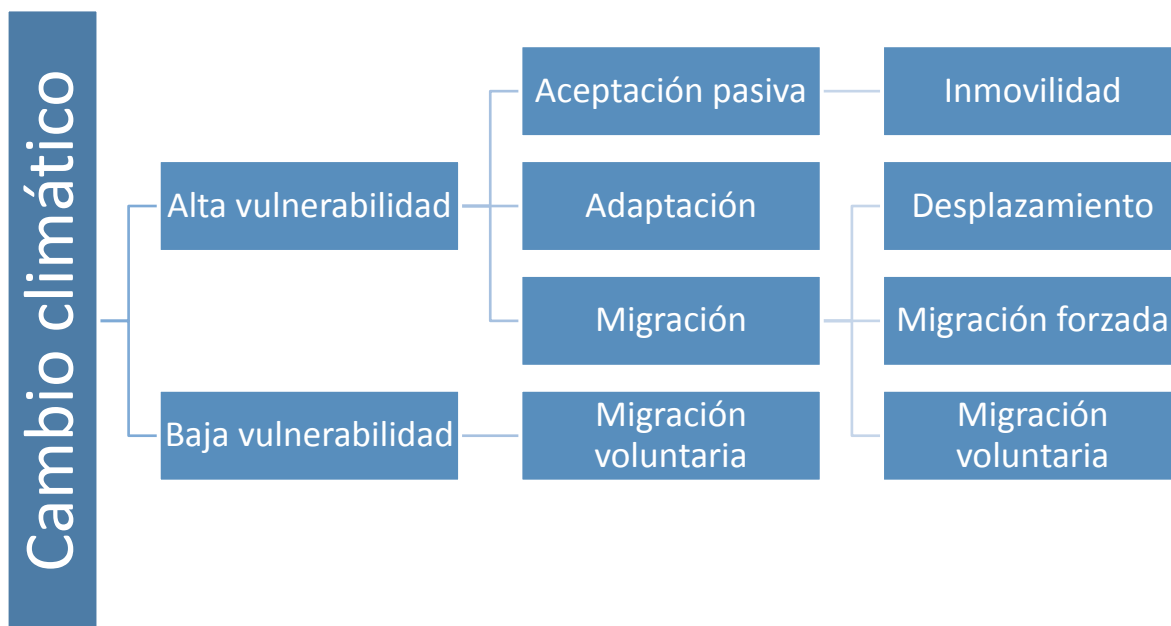 Cambio climático
Alta vulnerabilidad
Baja vulnerabilidad
Aceptación pasiva
Adaptación
Migración
Migración
voluntaria
Inmovilidad
Desplazamiento
Migración forzada
Migración
voluntaria